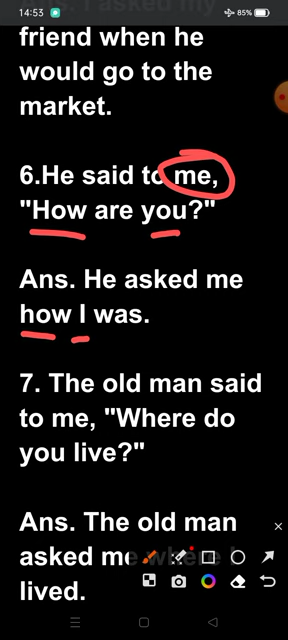 14:53
85%
friend when he
would go to the
market.
6.He said to me,
"How are you?"
Ans. He asked me
how I was.
7. The old man said
to me, "Where do
you live?"
Ans. The old man
asked me where I
lived.